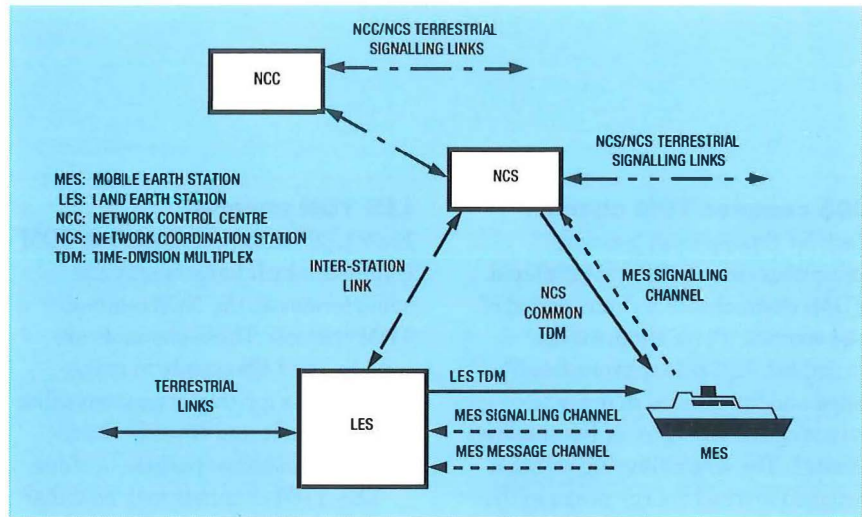 NCC/NCS TERRESTRIAL
SIGNALLING LINKS
NCC
NCS/NCS TERRESTRIAL
SIGNALLING LINKS
NCS
MES: MOBILE EARTH STATION
LES: LAND EARTH STATION
NCC: NETWORK CONTROL CENTRE
NCS: NETWORK COORDINATION STATION
TDM: TIME-DIVISION MULTIPLEX
MES SIGNALLING
CHANNEL
INTER-STATION
LINK
NCS
COMMON
TDM
TERRESTRIAL
LINKS
LES
LES TDM
MES SIGNALLING CHANNEL
MES MESSAGE CHANNEL
MES